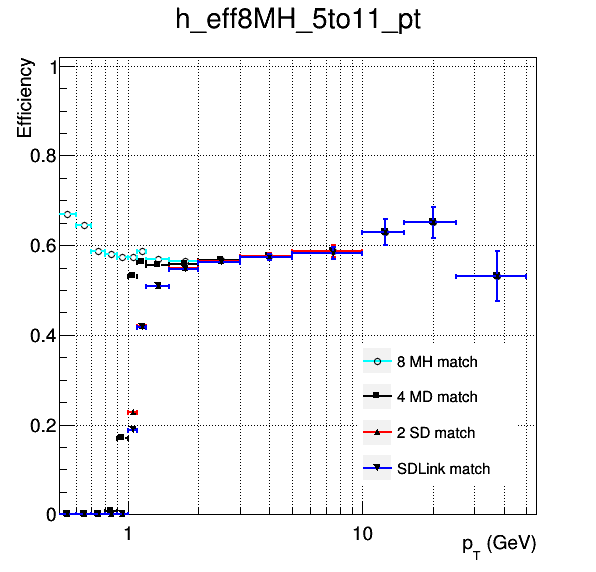 h_eff8MH_5to11_pt
Efficiency
1
0.8
0.6
0.4
0.2
0
8 MH match
4 MD match
2 SD match
SDLink match
1
10
p_T (GeV)